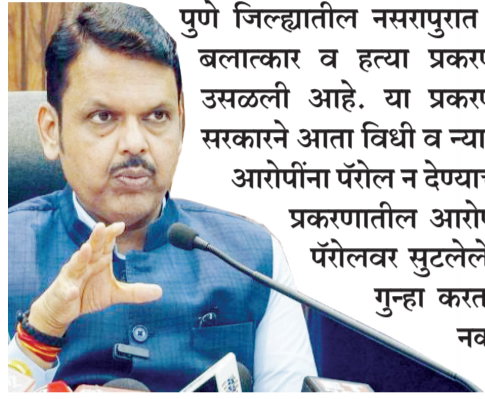 पुणे जिल्ह्यातील नसरापुरात
बलात्कार व हत्या प्रकरण
उसळली आहे. या प्रकरण
सरकारने आता विधी व न्या
आरोपींना पॅरोल न देण्याच
प्रकरणातील आरोप
पॅरोलवर सुटलेले
गुन्हा करत
नव